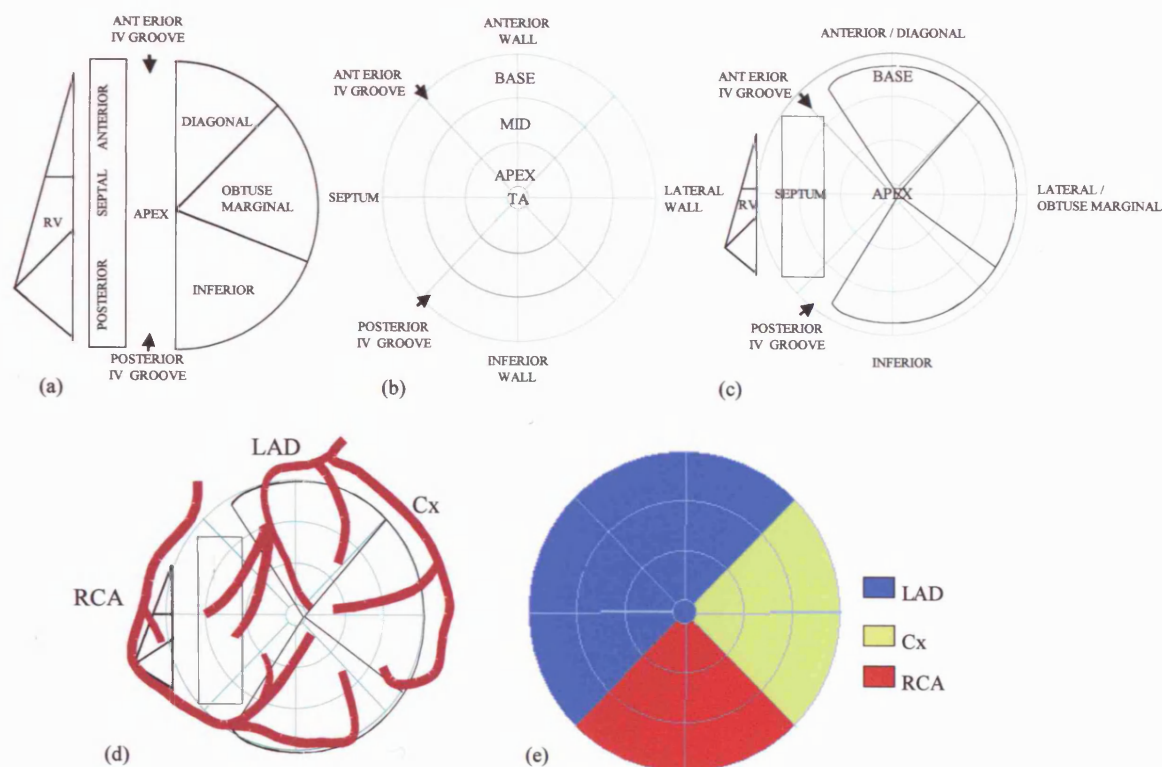 ANTERIOR
IV GROOVE
ANTERIOR
SEPTAL
POSTERIOR
RV
APEX
DIAGONAL
OBTUSE
MARGINAL
INFERIOR
POSTERIOR
IV GROOVE
(a)
ANTERIOR
WALL
ANTERIOR
IV GROOVE
BASE
MID
APEX
TA
SEPTUM
LATERAL
WALL
POSTERIOR
IV GROOVE
INFERIOR
WALL
(b)
ANTERIOR / DIAGONAL
ANTERIOR
IV GROOVE
BASE
RV
SEPTUM
APEX
LATERAL /
OBTUSE MARGINAL
POSTERIOR
IV GROOVE
INFERIOR
(c)
LAD
Cx
RCA
(d)
LAD
Cx
RCA
(e)